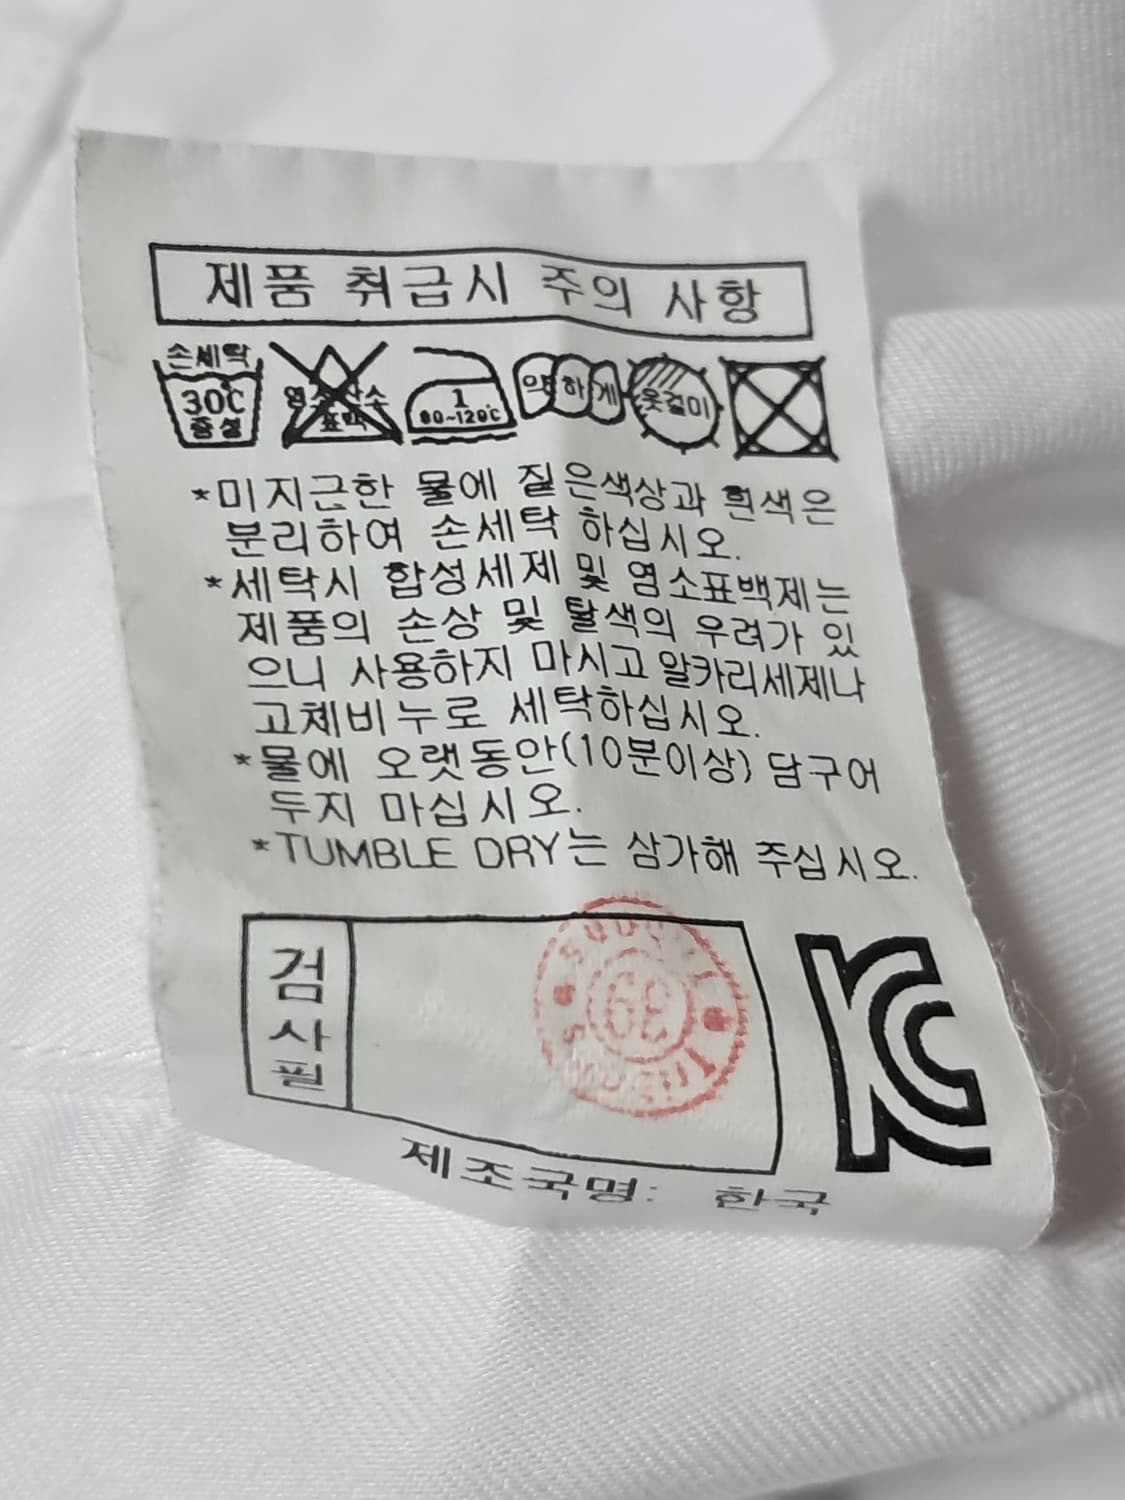 제품 취급시 주의 사항
손세탁
30℃
중성
1
80~120℃
약하게
옷걸이
*미지근한 물에 짙은색상과 흰색은
분리하여 손세탁 하십시오.
*세탁시 합성세제 및 염소표백제는
제품의 손상 및 탈색의 우려가 있
으니 사용하지 마시고 알카리세제나
고체비누로 세탁하십시오.
*물에 오랫동안(10분이상) 담구어
두지 마십시오.
*TUMBLE DRY는 삼가해 주십시오.
검사필
KC
제조국명: 한국